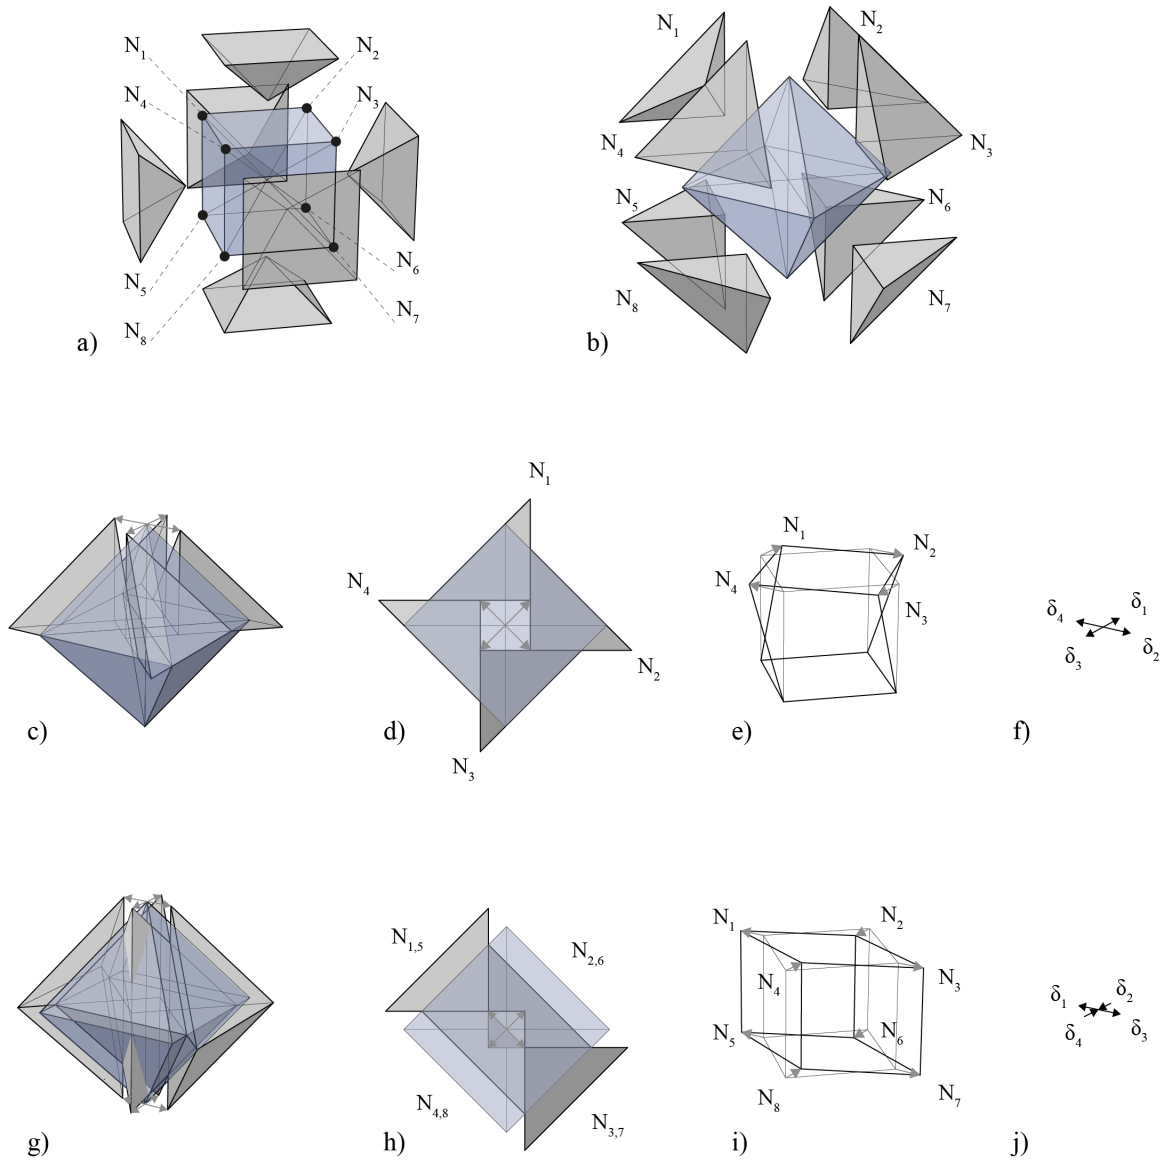 N₁
N₂
N₄
N₃
N₅
N₆
N₇
N₈
a)
N₁
N₂
N₄
N₃
N₅
N₆
N₈
N₇
b)
c)
N₁
N₄
N₂
N₃
d)
N₁
N₂
N₄
N₃
e)
δ₄ δ₁
δ₃ δ₂
f)
g)
N₁,₅
N₂,₆
N₄,₈
N₃,₇
h)
N₁
N₂
N₄
N₃
N₅
N₆
N₈
N₇
i)
δ₁ δ₂
δ₄ δ₃
j)